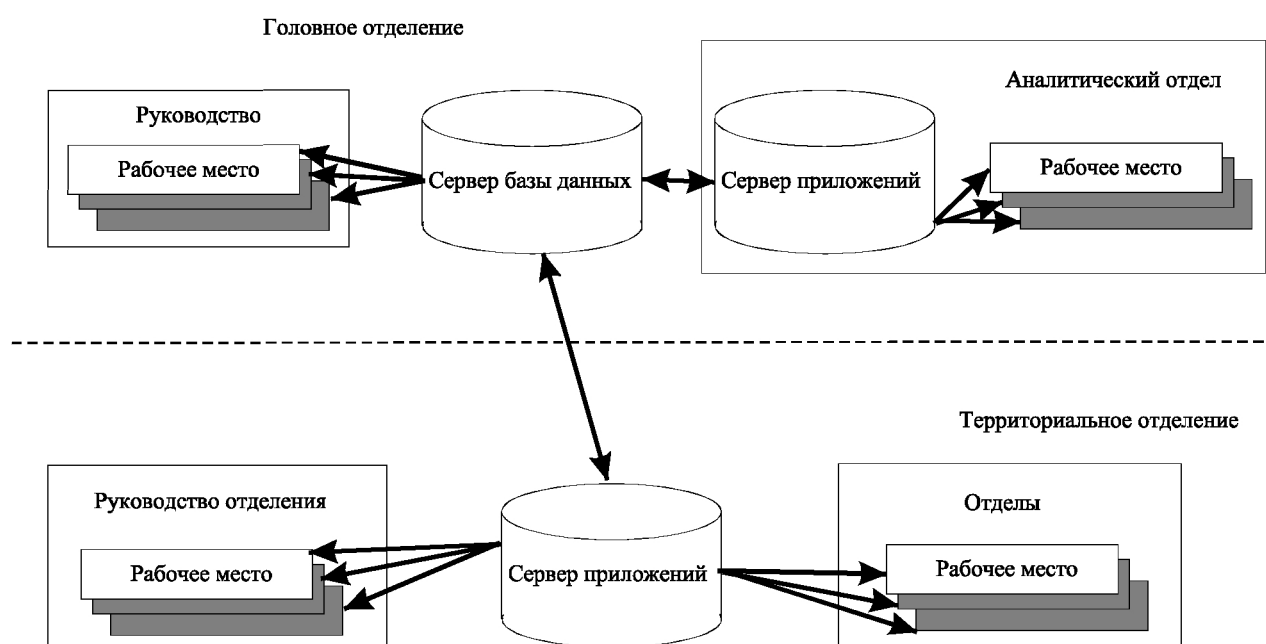 Головное отделение
Аналитический отдел
Руководство
Рабочее место
Сервер базы данных
Сервер приложений
Рабочее место
Территориальное отделение
Руководство отделения
Отделы
Рабочее место
Сервер приложений
Рабочее место